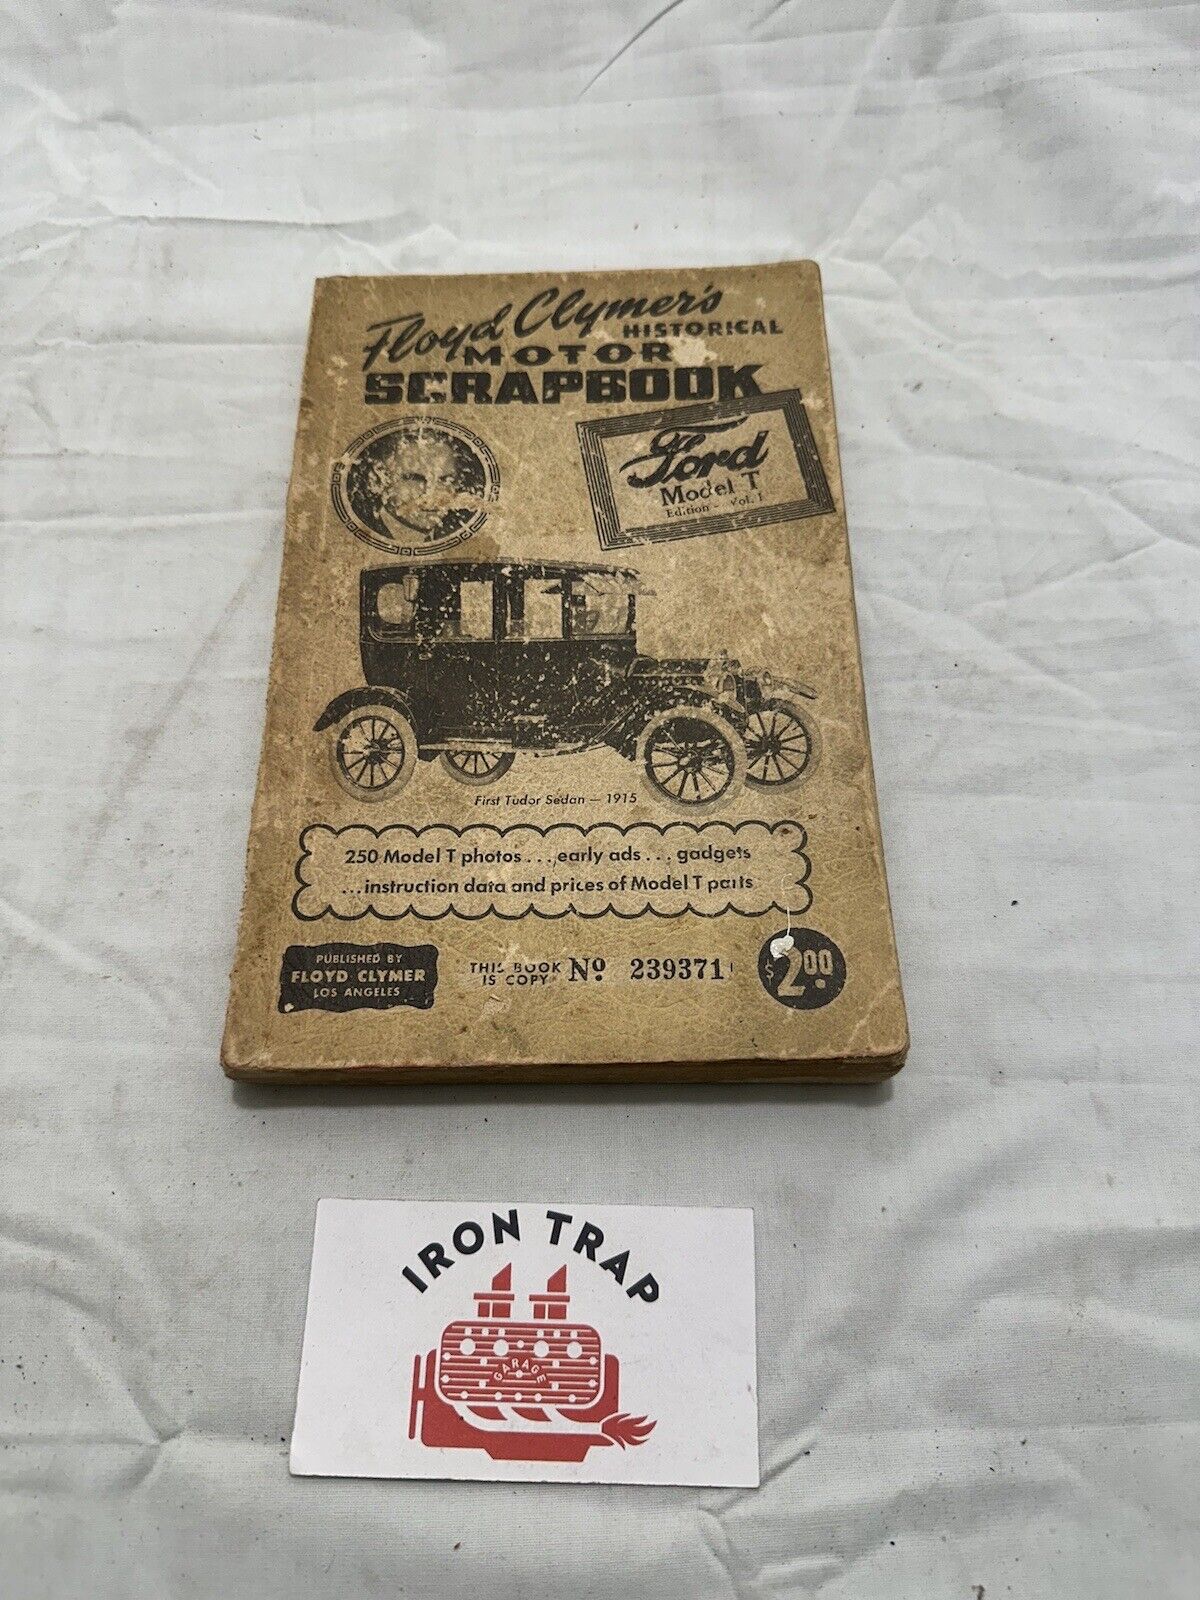 Floyd Clymer's
HISTORICAL
MOTOR
SCRAPBOOK
Ford
Model T
Edition - Vol. 1
First Tudor Sedan — 1915
250 Model T photos...early ads...gadgets
...instruction data and prices of Model T parts
PUBLISHED BY
FLOYD CLYMER
LOS ANGELES
THIS BOOK
IS COPY
No 239371
$2.00
IRON TRAP
GARAGE